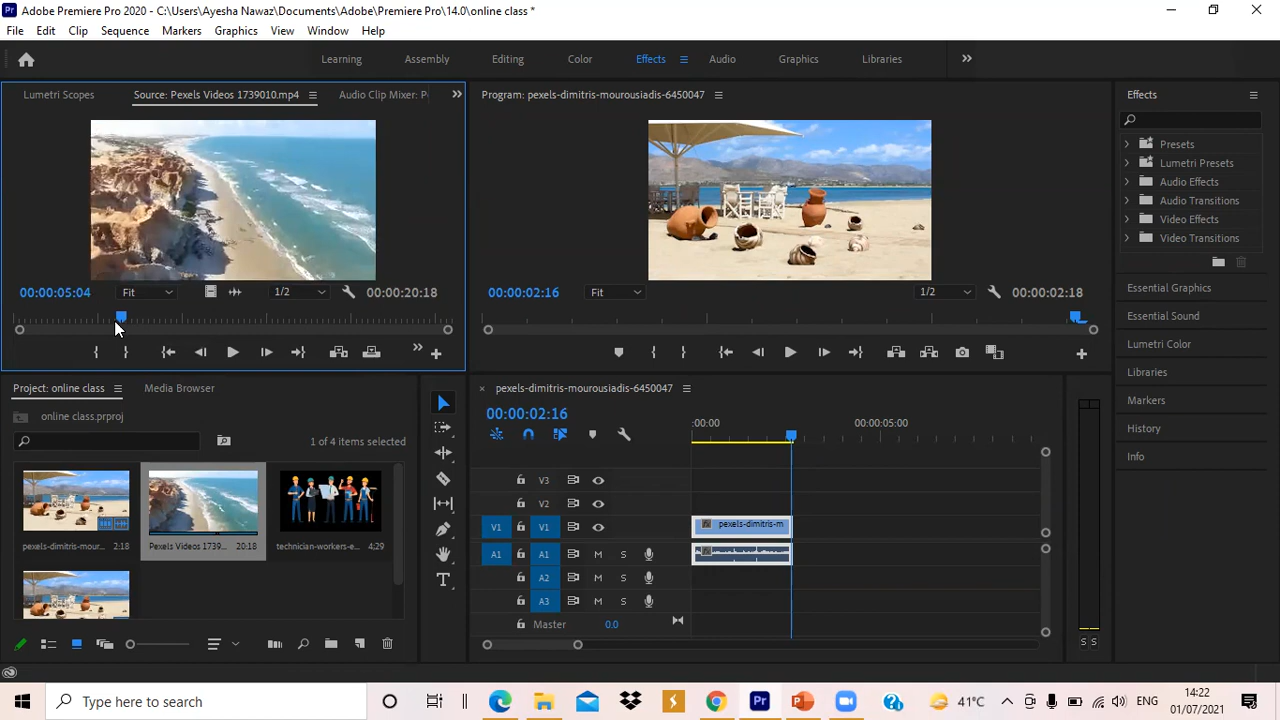 Adobe Premiere Pro 2020 - C:\Users\Ayesha Nawaz\Documents\Adobe\Premiere Pro\14.0\online class *
File Edit Clip Sequence Markers Graphics View Window Help
Learning Assembly Editing Color Effects Audio Graphics Libraries
Lumetri Scopes Source: Pexels Videos 1739010.mp4 Audio Clip Mixer: P
Program: pexels-dimitris-mourousiadis-6450047
Effects
Presets
Lumetri Presets
Audio Effects
Audio Transitions
Video Effects
Video Transitions
00:00:05:04 Fit 1/2 00:00:20:18
00:00:02:16 Fit 1/2 00:00:02:18
Essential Graphics
Essential Sound
Lumetri Color
Libraries
Markers
History
Info
Project: online class Media Browser
online class.prproj
1 of 4 items selected
pexels-dimitris-mour... 2:18
Pexels Videos 1739... 20:18
technician-workers-e... 4:29
pexels-dimitris-mourousiadis-6450047
00:00:02:16
:00:00 00:00:05:00
V3
V2
V1 V1 pexels-dimitris-m
A1 A1 M S
A2 M S
A3 M S
Master 0.0
S S
Type here to search
41°C ENG 14:22
01/07/2021